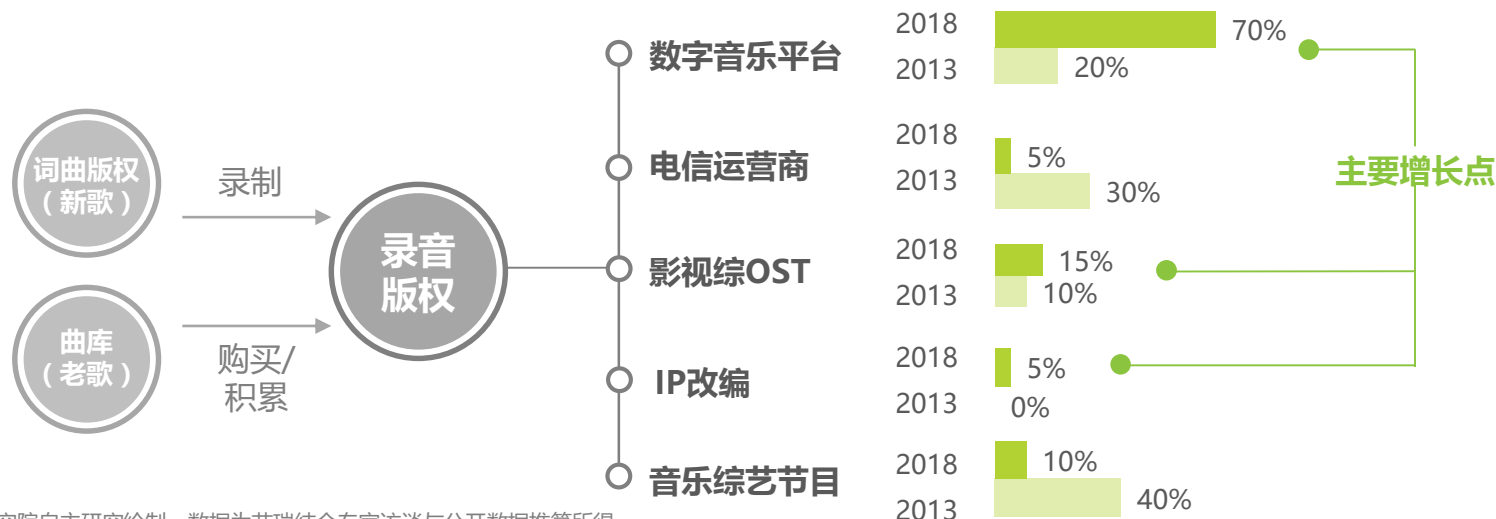 词曲版权
（新歌）
曲库
（老歌）
录制
购买/
积累
录音
版权
数字音乐平台
2018
70%
2013
20%
电信运营商
2018
5%
2013
30%
影视综OST
2018
15%
2013
10%
IP改编
2018
5%
2013
0%
音乐综艺节目
2018
10%
2013
40%
主要增长点